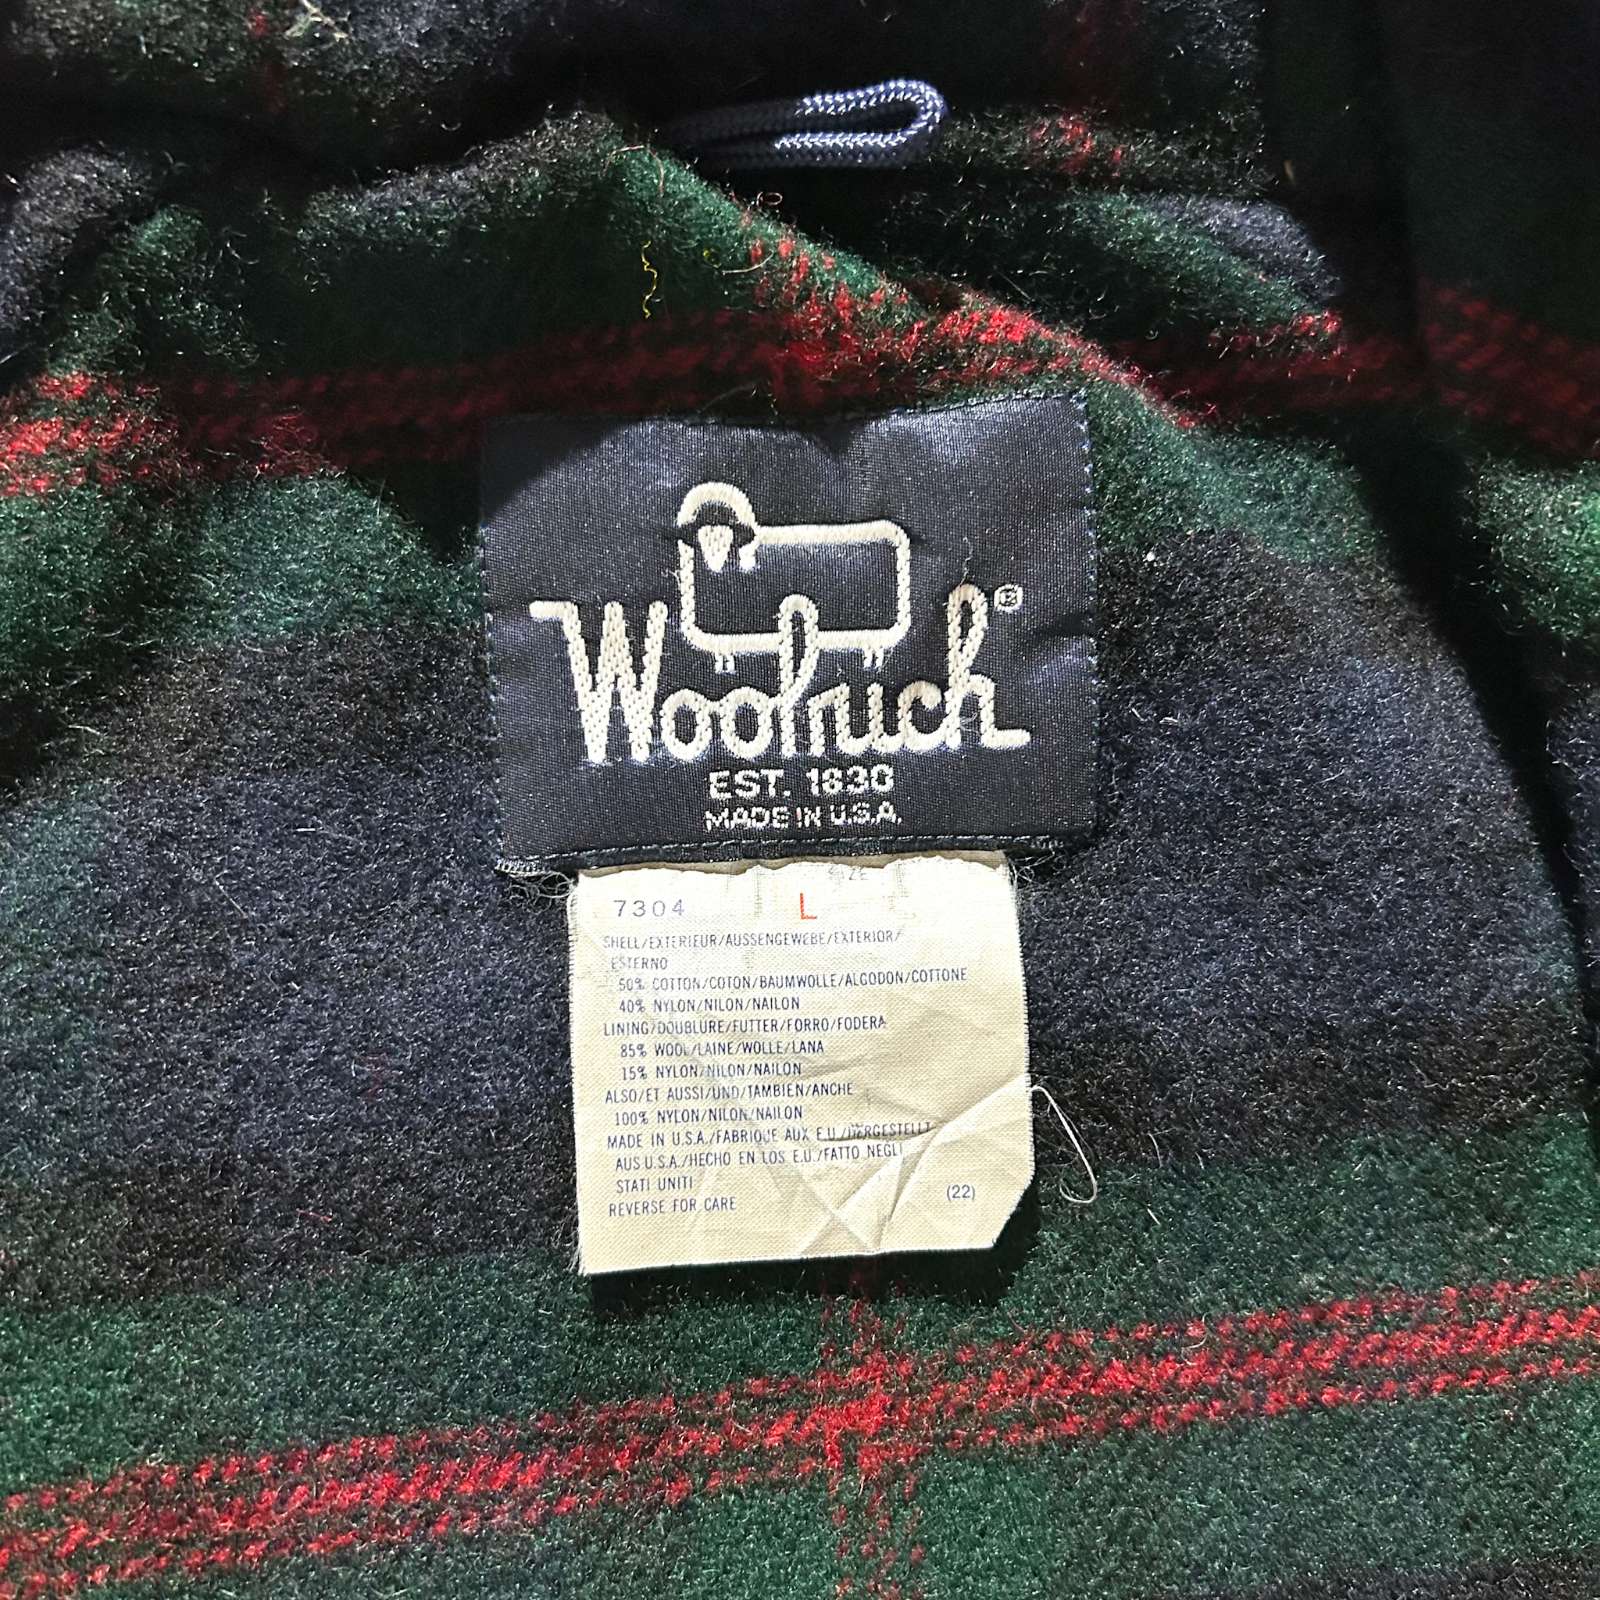 Woolrich®
EST. 1830
MADE IN U.S.A.
SIZE
7304 L
SHELL/EXTERIEUR/AUSSENGEWEBE/EXTERIOR/
ESTERNO
60% COTTON/COTON/BAUMWOLLE/ALGODON/COTTONE
40% NYLON/NILON/NAILON
LINING/DOUBLURE/FUTTER/FORRO/FODERA
85% WOOL/LAINE/WOLLE/LANA
15% NYLON/NILON/NAILON
ALSO/ET AUSSI/UND/TAMBIEN/ANCHE
100% NYLON/NILON/NAILON
MADE IN U.S.A./FABRIQUE AUX E.U./HERGESTELLT
AUS U.S.A./HECHO EN LOS E.U./FATTO NEGLI
STATI UNITI
REVERSE FOR CARE (22)